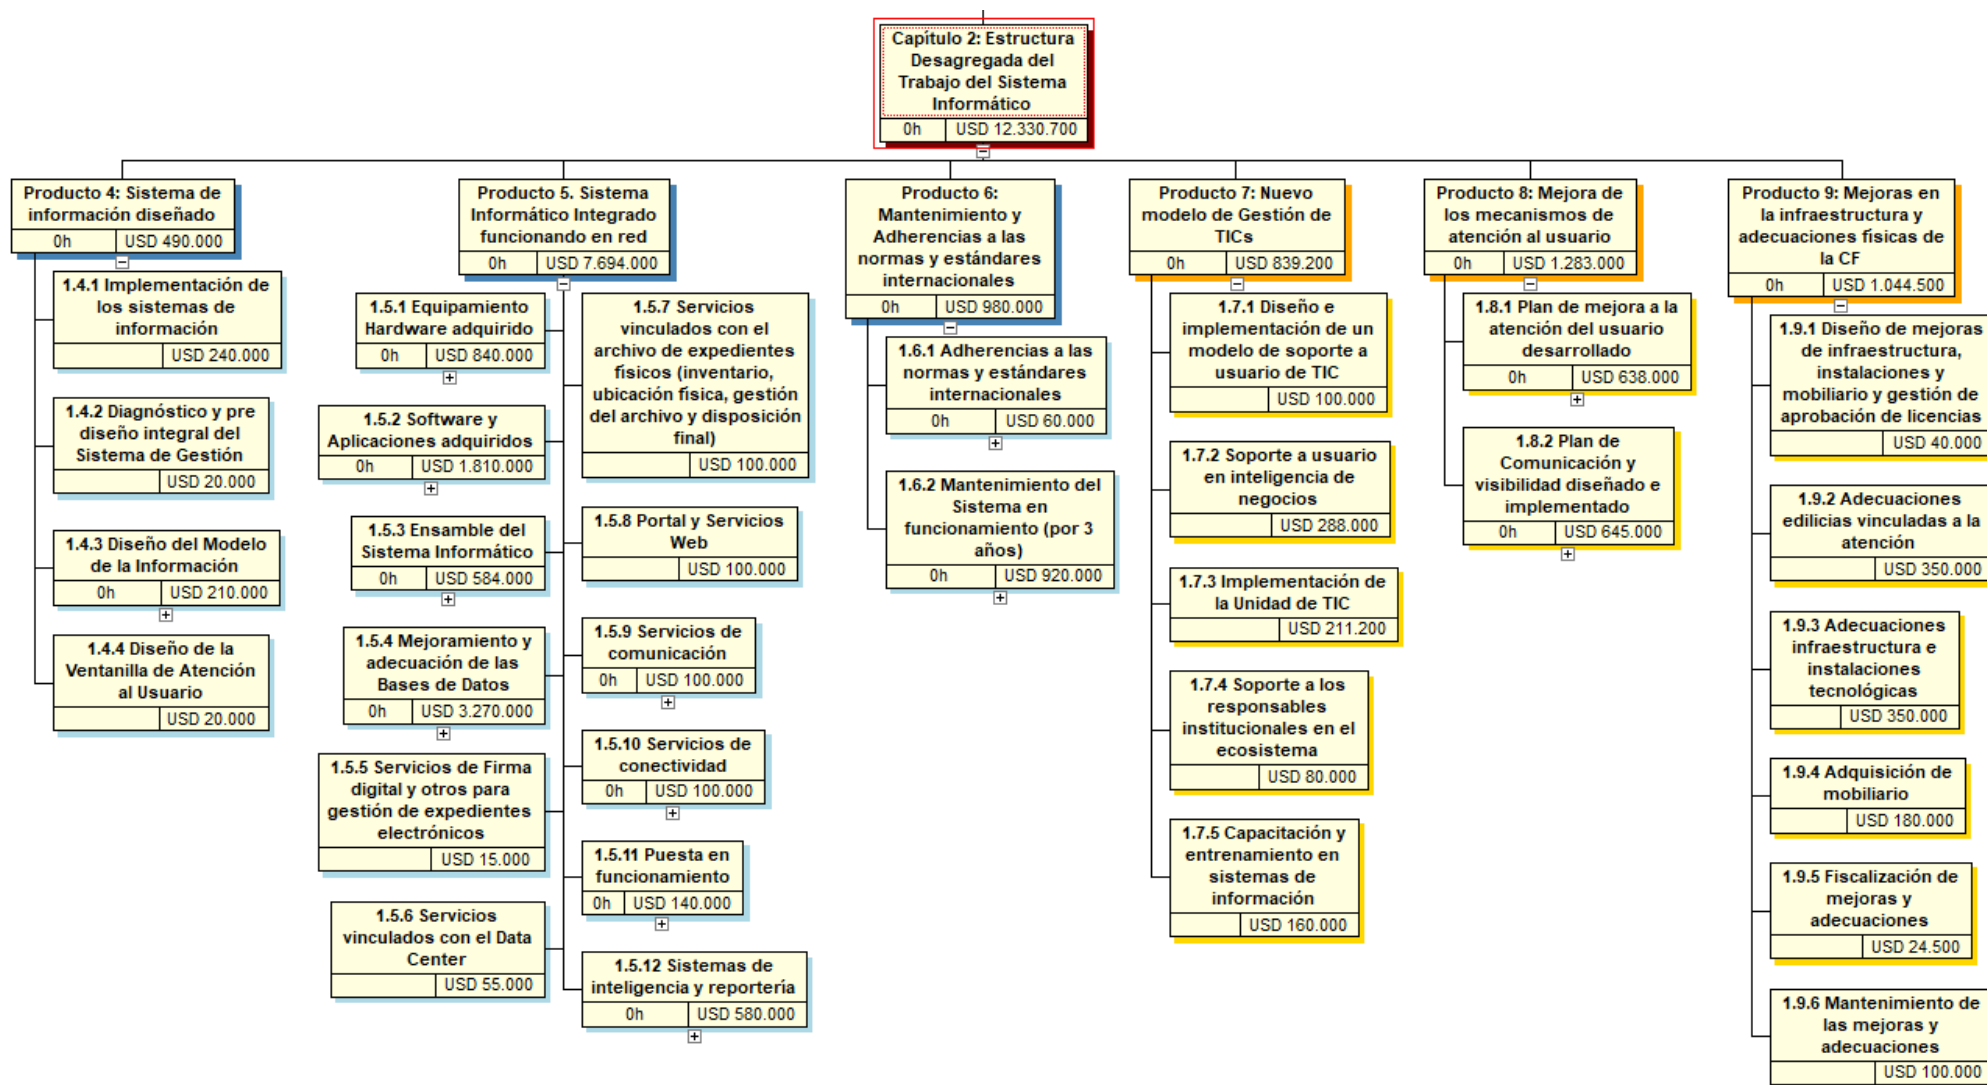 Capítulo 2: Estructura
Desagregada del
Trabajo del Sistema
Informático
0h USD 12.330.700
Producto 4: Sistema de
información diseñado
0h USD 490.000
1.4.1 Implementación de
los sistemas de
información
USD 240.000
1.4.2 Diagnóstico y pre
diseño integral del
Sistema de Gestión
USD 20.000
1.4.3 Diseño del Modelo
de la Información
0h USD 210.000
1.4.4 Diseño de la
Ventanilla de Atención
al Usuario
USD 20.000
Producto 5. Sistema
Informático Integrado
funcionando en red
0h USD 7.694.000
1.5.1 Equipamiento
Hardware adquirido
0h USD 840.000
1.5.2 Software y
Aplicaciones adquiridos
0h USD 1.810.000
1.5.3 Ensamble del
Sistema Informático
0h USD 584.000
1.5.4 Mejoramiento y
adecuación de las
Bases de Datos
0h USD 3.270.000
1.5.5 Servicios de Firma
digital y otros para
gestión de expedientes
electrónicos
USD 15.000
1.5.6 Servicios
vinculados con el Data
Center
USD 55.000
1.5.7 Servicios
vinculados con el
archivo de expedientes
físicos (inventario,
ubicación física, gestión
del archivo y disposición
final)
USD 100.000
1.5.8 Portal y Servicios
Web
USD 100.000
1.5.9 Servicios de
comunicación
0h USD 100.000
1.5.10 Servicios de
conectividad
0h USD 100.000
1.5.11 Puesta en
funcionamiento
0h USD 140.000
1.5.12 Sistemas de
inteligencia y reportería
0h USD 580.000
Producto 6:
Mantenimiento y
Adherencias a las
normas y estándares
internacionales
0h USD 980.000
1.6.1 Adherencias a las
normas y estándares
internacionales
0h USD 60.000
1.6.2 Mantenimiento del
Sistema en
funcionamiento (por 3
años)
0h USD 920.000
Producto 7: Nuevo
modelo de Gestión de
TICs
0h USD 839.200
1.7.1 Diseño e
implementación de un
modelo de soporte a
usuario de TIC
USD 100.000
1.7.2 Soporte a usuario
en inteligencia de
negocios
USD 288.000
1.7.3 Implementación de
la Unidad de TIC
USD 211.200
1.7.4 Soporte a los
responsables
institucionales en el
ecosistema
USD 80.000
1.7.5 Capacitación y
entrenamiento en
sistemas de
información
USD 160.000
Producto 8: Mejora de
los mecanismos de
atención al usuario
0h USD 1.283.000
1.8.1 Plan de mejora a la
atención del usuario
desarrollado
0h USD 638.000
1.8.2 Plan de
Comunicación y
visibilidad diseñado e
implementado
0h USD 645.000
Producto 9: Mejoras en
la infraestructura y
adecuaciones físicas de
la CF
0h USD 1.044.500
1.9.1 Diseño de mejoras
de infraestructura,
instalaciones y
mobiliario y gestión de
aprobación de licencias
USD 40.000
1.9.2 Adecuaciones
edilicias vinculadas a la
atención
USD 350.000
1.9.3 Adecuaciones
infraestructura e
instalaciones
tecnológicas
USD 350.000
1.9.4 Adquisición de
mobiliario
USD 180.000
1.9.5 Fiscalización de
mejoras y
adecuaciones
USD 24.500
1.9.6 Mantenimiento de
las mejoras y
adecuaciones
USD 100.000